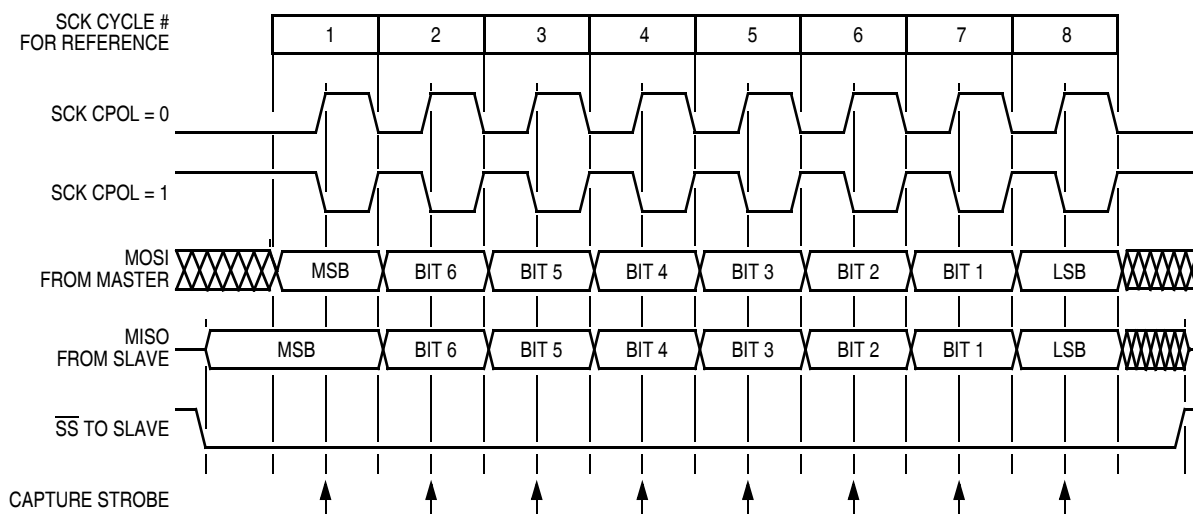 SCK CYCLE #
FOR REFERENCE
1 2 3 4 5 6 7 8
SCK CPOL = 0
SCK CPOL = 1
MOSI
FROM MASTER
MSB BIT 6 BIT 5 BIT 4 BIT 3 BIT 2 BIT 1 LSB
MISO
FROM SLAVE
MSB BIT 6 BIT 5 BIT 4 BIT 3 BIT 2 BIT 1 LSB
SS TO SLAVE
CAPTURE STROBE